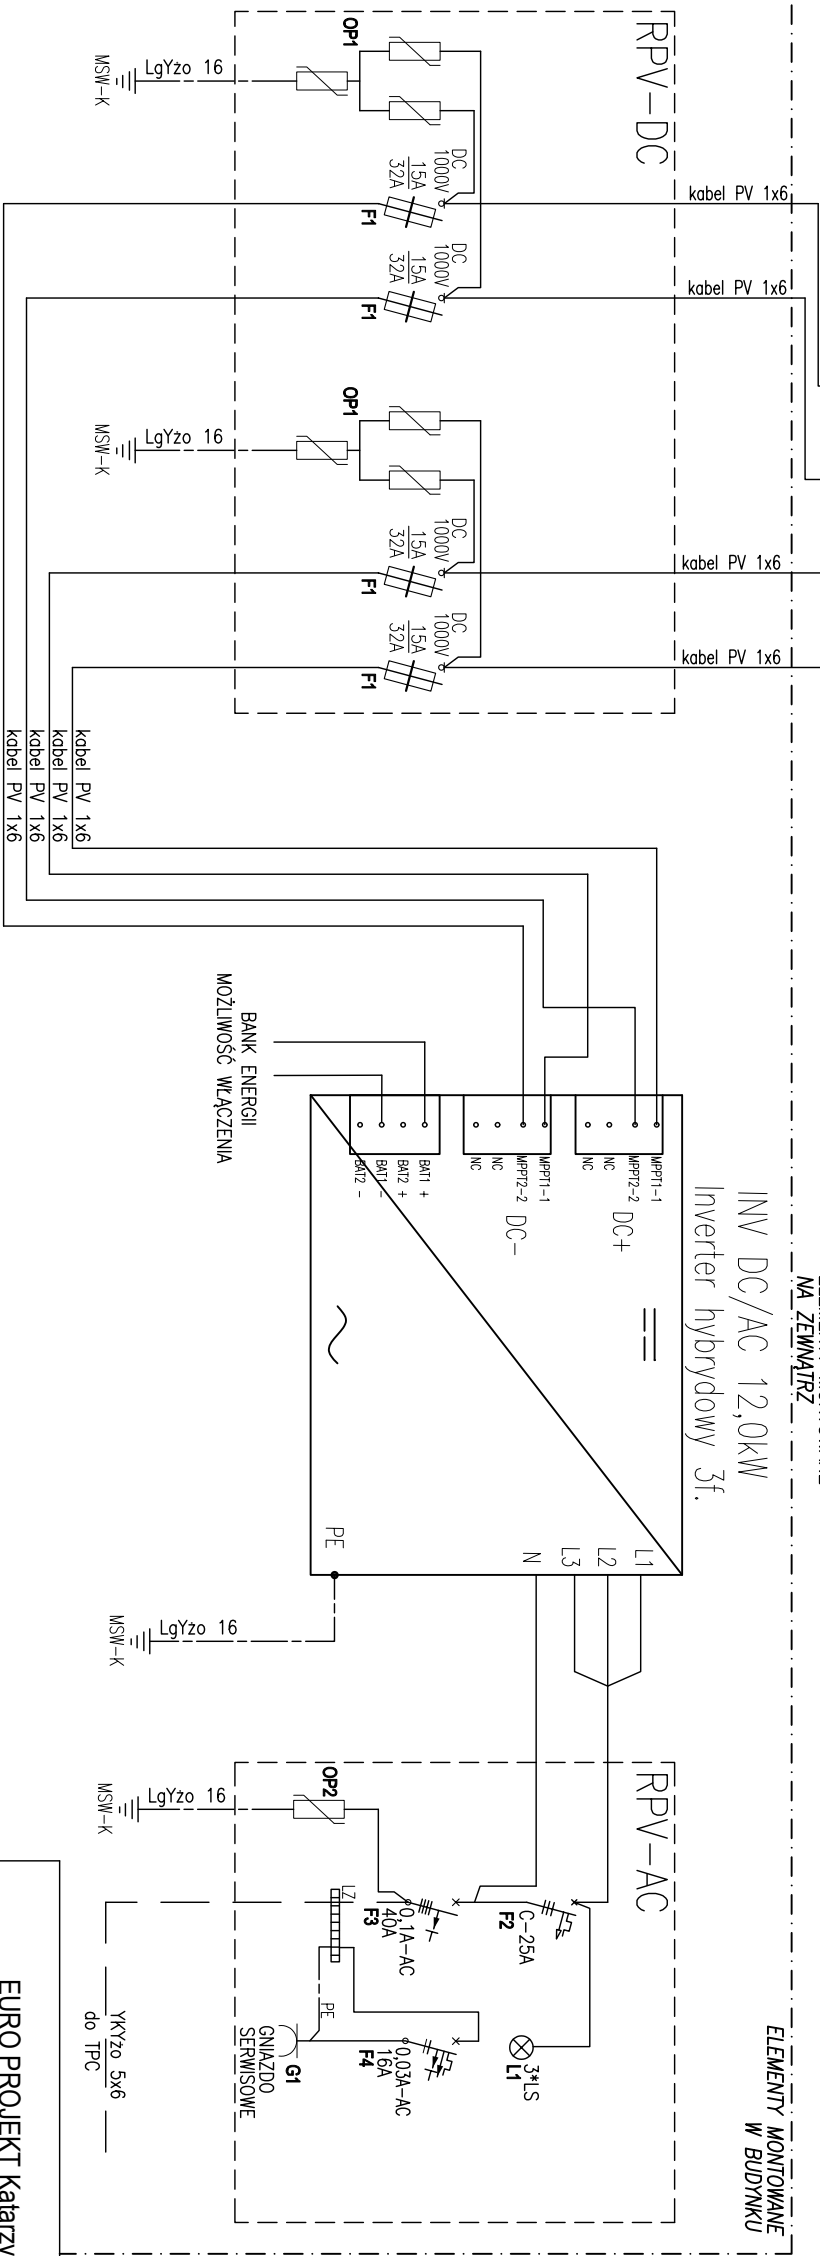 RPV-DC
OP1
LgYżo 16
MSW-K
DC
1000V
15A
32A
F1
DC
1000V
15A
32A
F1
kabel PV 1x6
kabel PV 1x6
OP1
LgYżo 16
MSW-K
DC
1000V
15A
32A
F1
DC
1000V
15A
32A
F1
kabel PV 1x6
kabel PV 1x6
kabel PV 1x6
kabel PV 1x6
kabel PV 1x6
kabel PV 1x6
BANK ENERGII
MOŻLIWOŚĆ WŁĄCZENIA
NA ZEWNĄTRZ
INV DC/AC 12,0kW
Inverter hybrydowy 3f.
MPPT1-1
MPPT2-2
NC
NC
DC+
MPPT1-1
MPPT2-2
NC
NC
DC-
BAT1 +
BAT2 +
BAT1 -
BAT2 -
L1
L2
L3
N
PE
LgYżo 16
MSW-K
RPV-AC
OP2
LgYżo 16
MSW-K
C-25A
F2
0,1A-AC
40A
F3
LZ
PE
3*LS
L1
0,03A-AC
16A
F4
G1
GNIAZDO
SERWISOWE
YKYżo 5x6
do TPC
ELEMENTY MONTOWANE
W BUDYNKU
EURO PROJEKT Katarzy